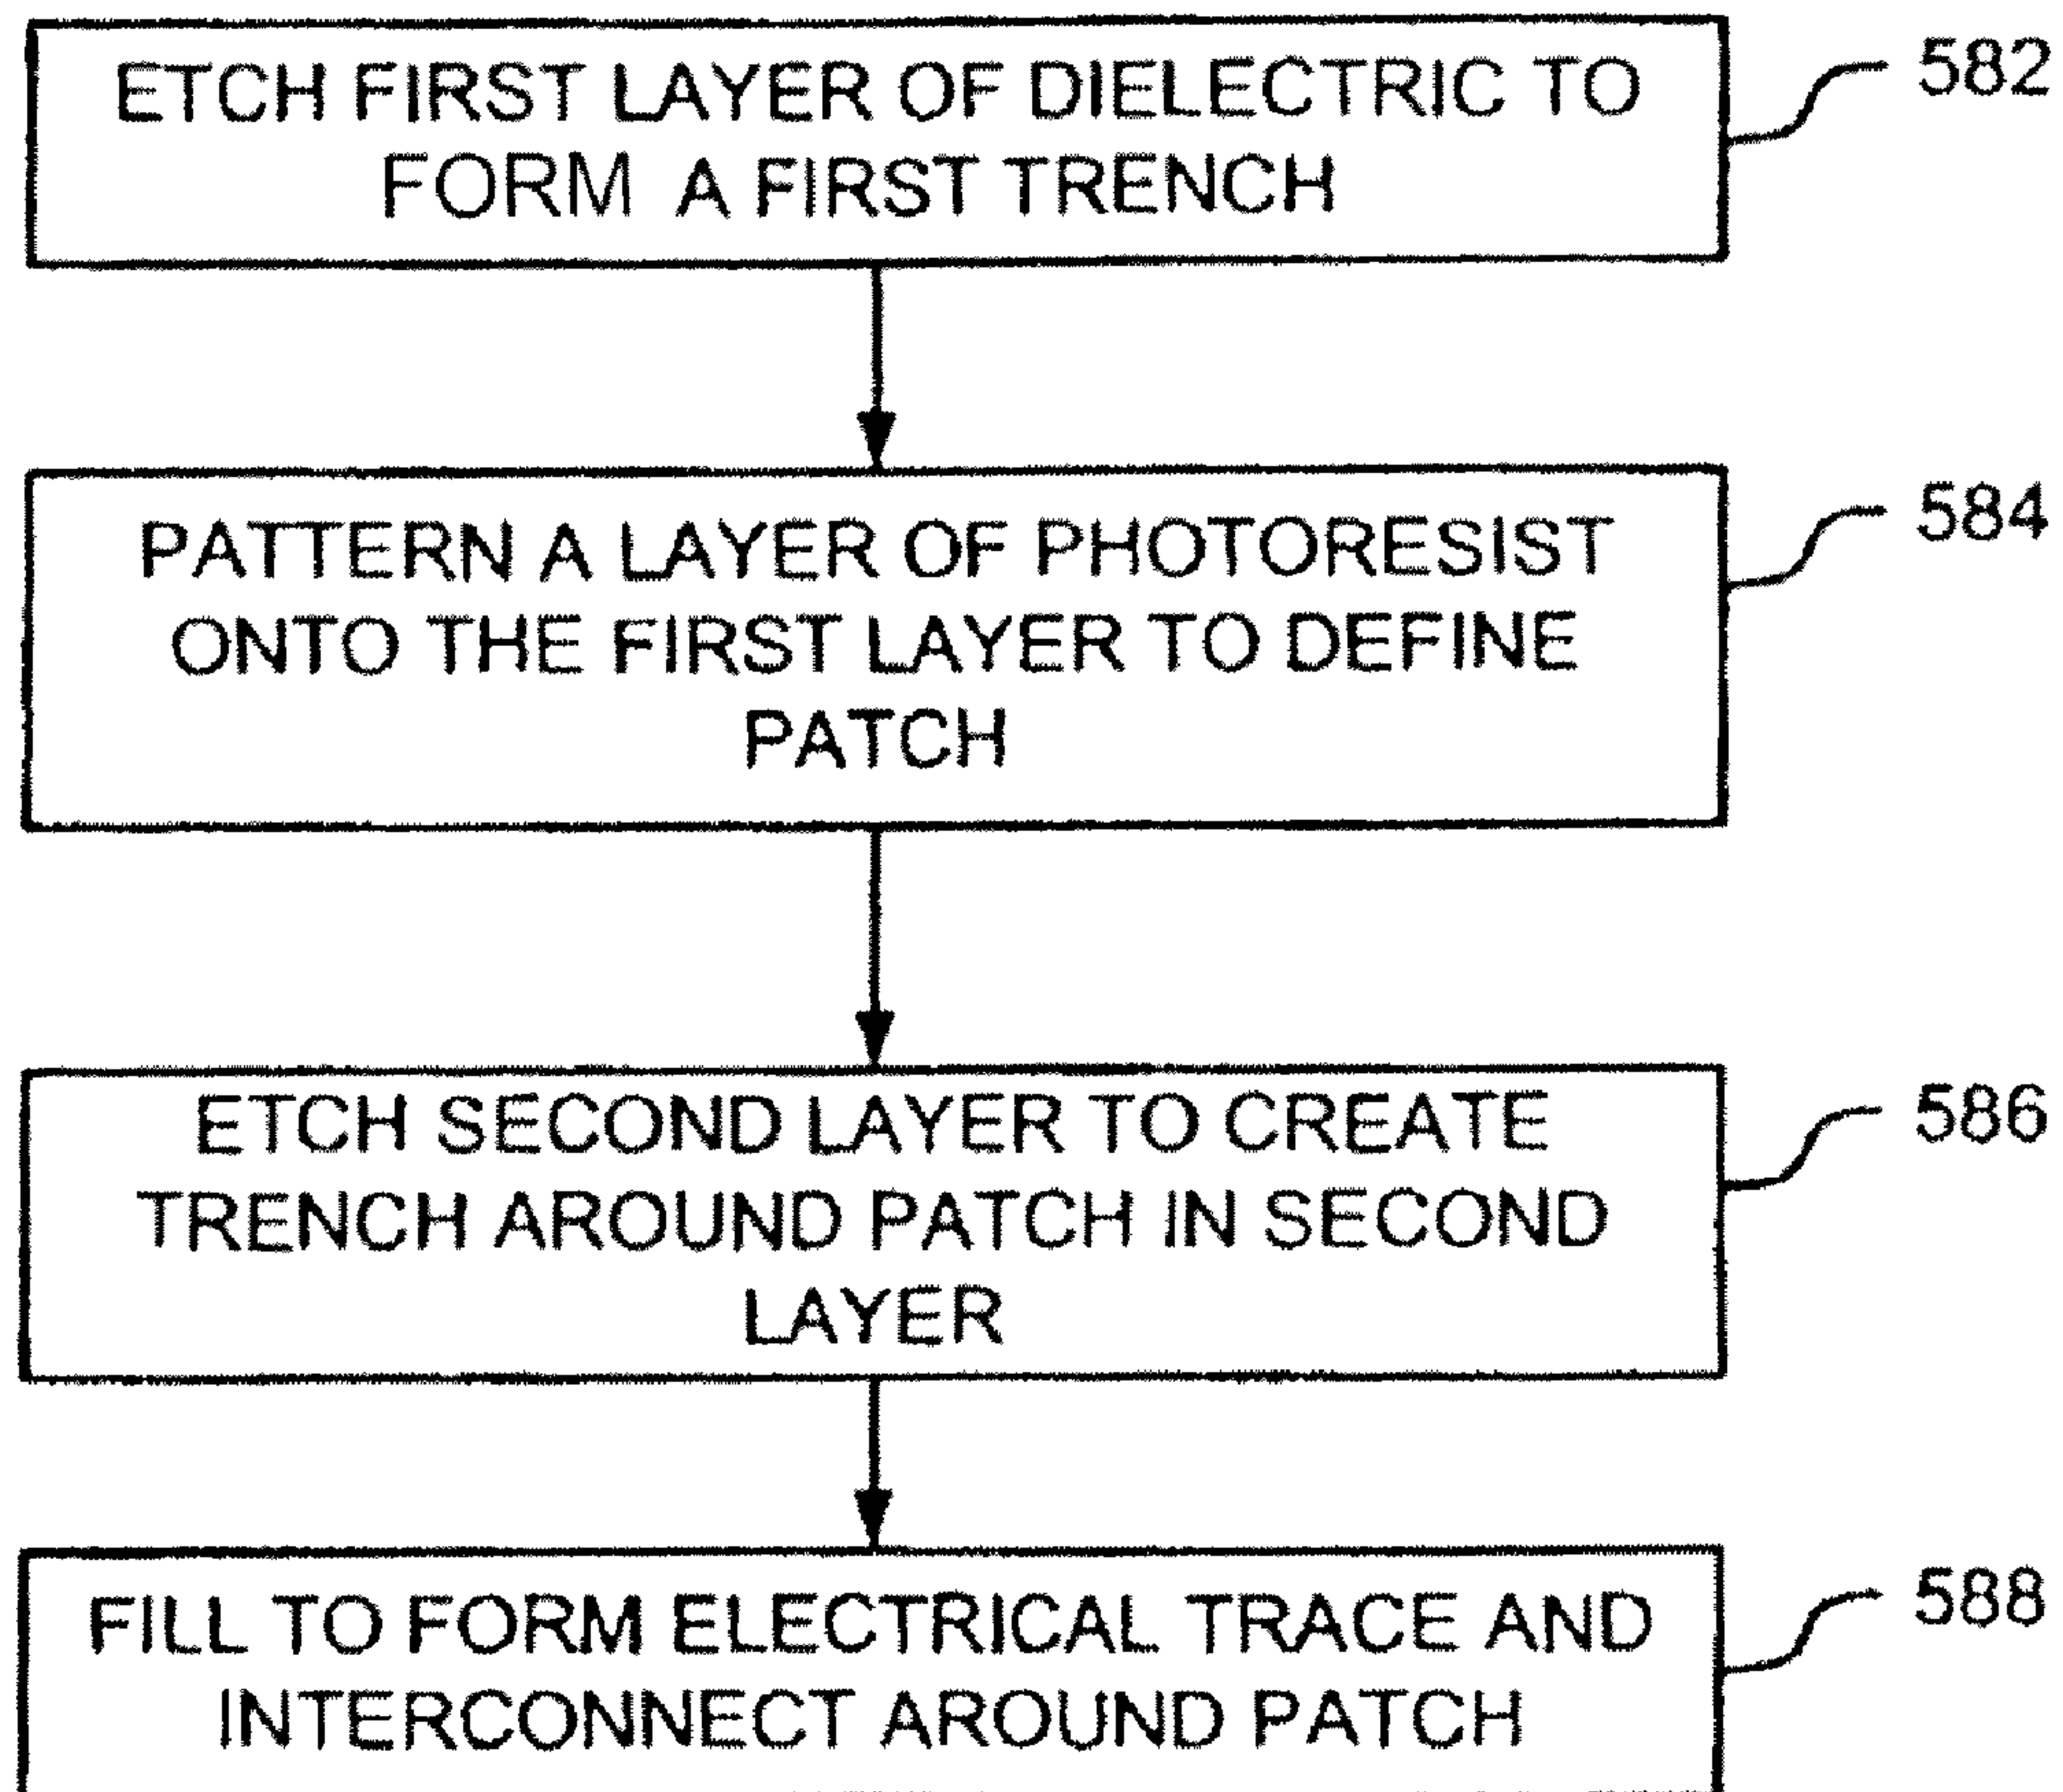 ETCH FIRST LAYER OF DIELECTRIC TO
FORM A FIRST TRENCH
582
PATTERN A LAYER OF PHOTORESIST
ONTO THE FIRST LAYER TO DEFINE
PATCH
584
ETCH SECOND LAYER TO CREATE
TRENCH AROUND PATCH IN SECOND
LAYER
586
FILL TO FORM ELECTRICAL TRACE AND
INTERCONNECT AROUND PATCH
588